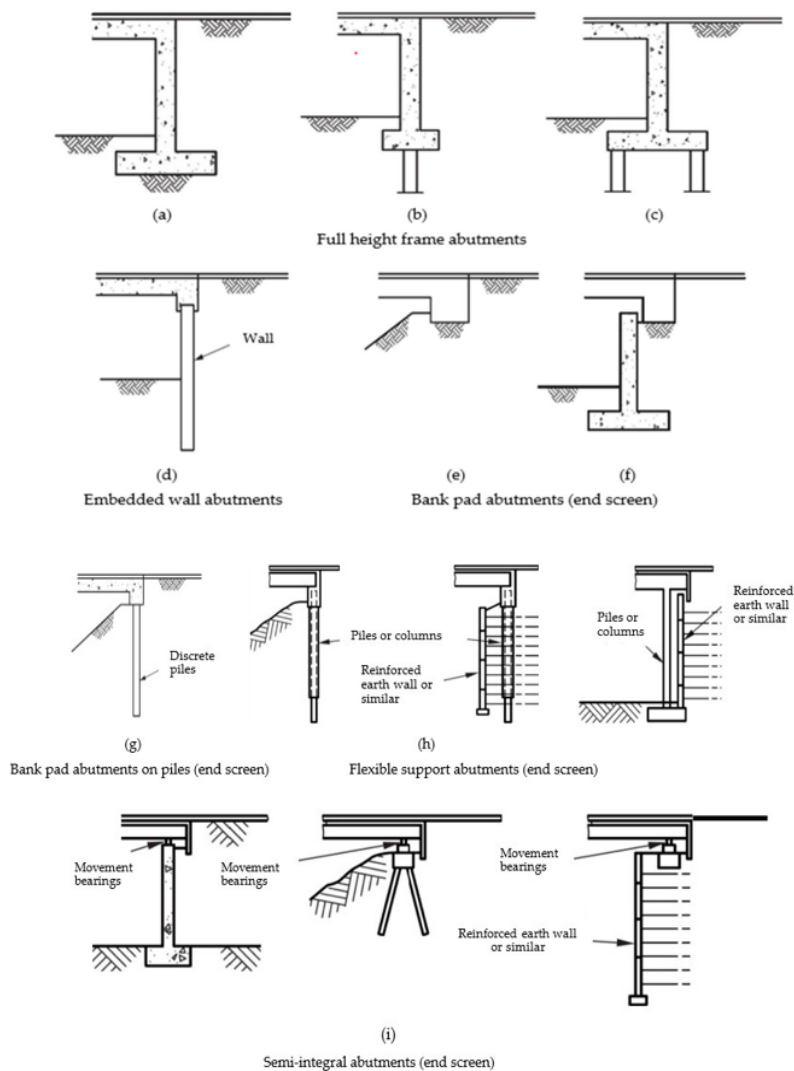 (a)
(b)
(c)
Full height frame abutments
Wall
(d)
(e)
(f)
Embedded wall abutments
Bank pad abutments (end screen)
Discrete
piles
Piles or columns
Reinforced
earth wall or
similar
Piles or
columns
Reinforced
earth wall
or similar
(g)
(h)
Bank pad abutments on piles (end screen)
Flexible support abutments (end screen)
Movement
bearings
Movement
bearings
Movement
bearings
Reinforced earth wall
or similar
(i)
Semi-integral abutments (end screen)